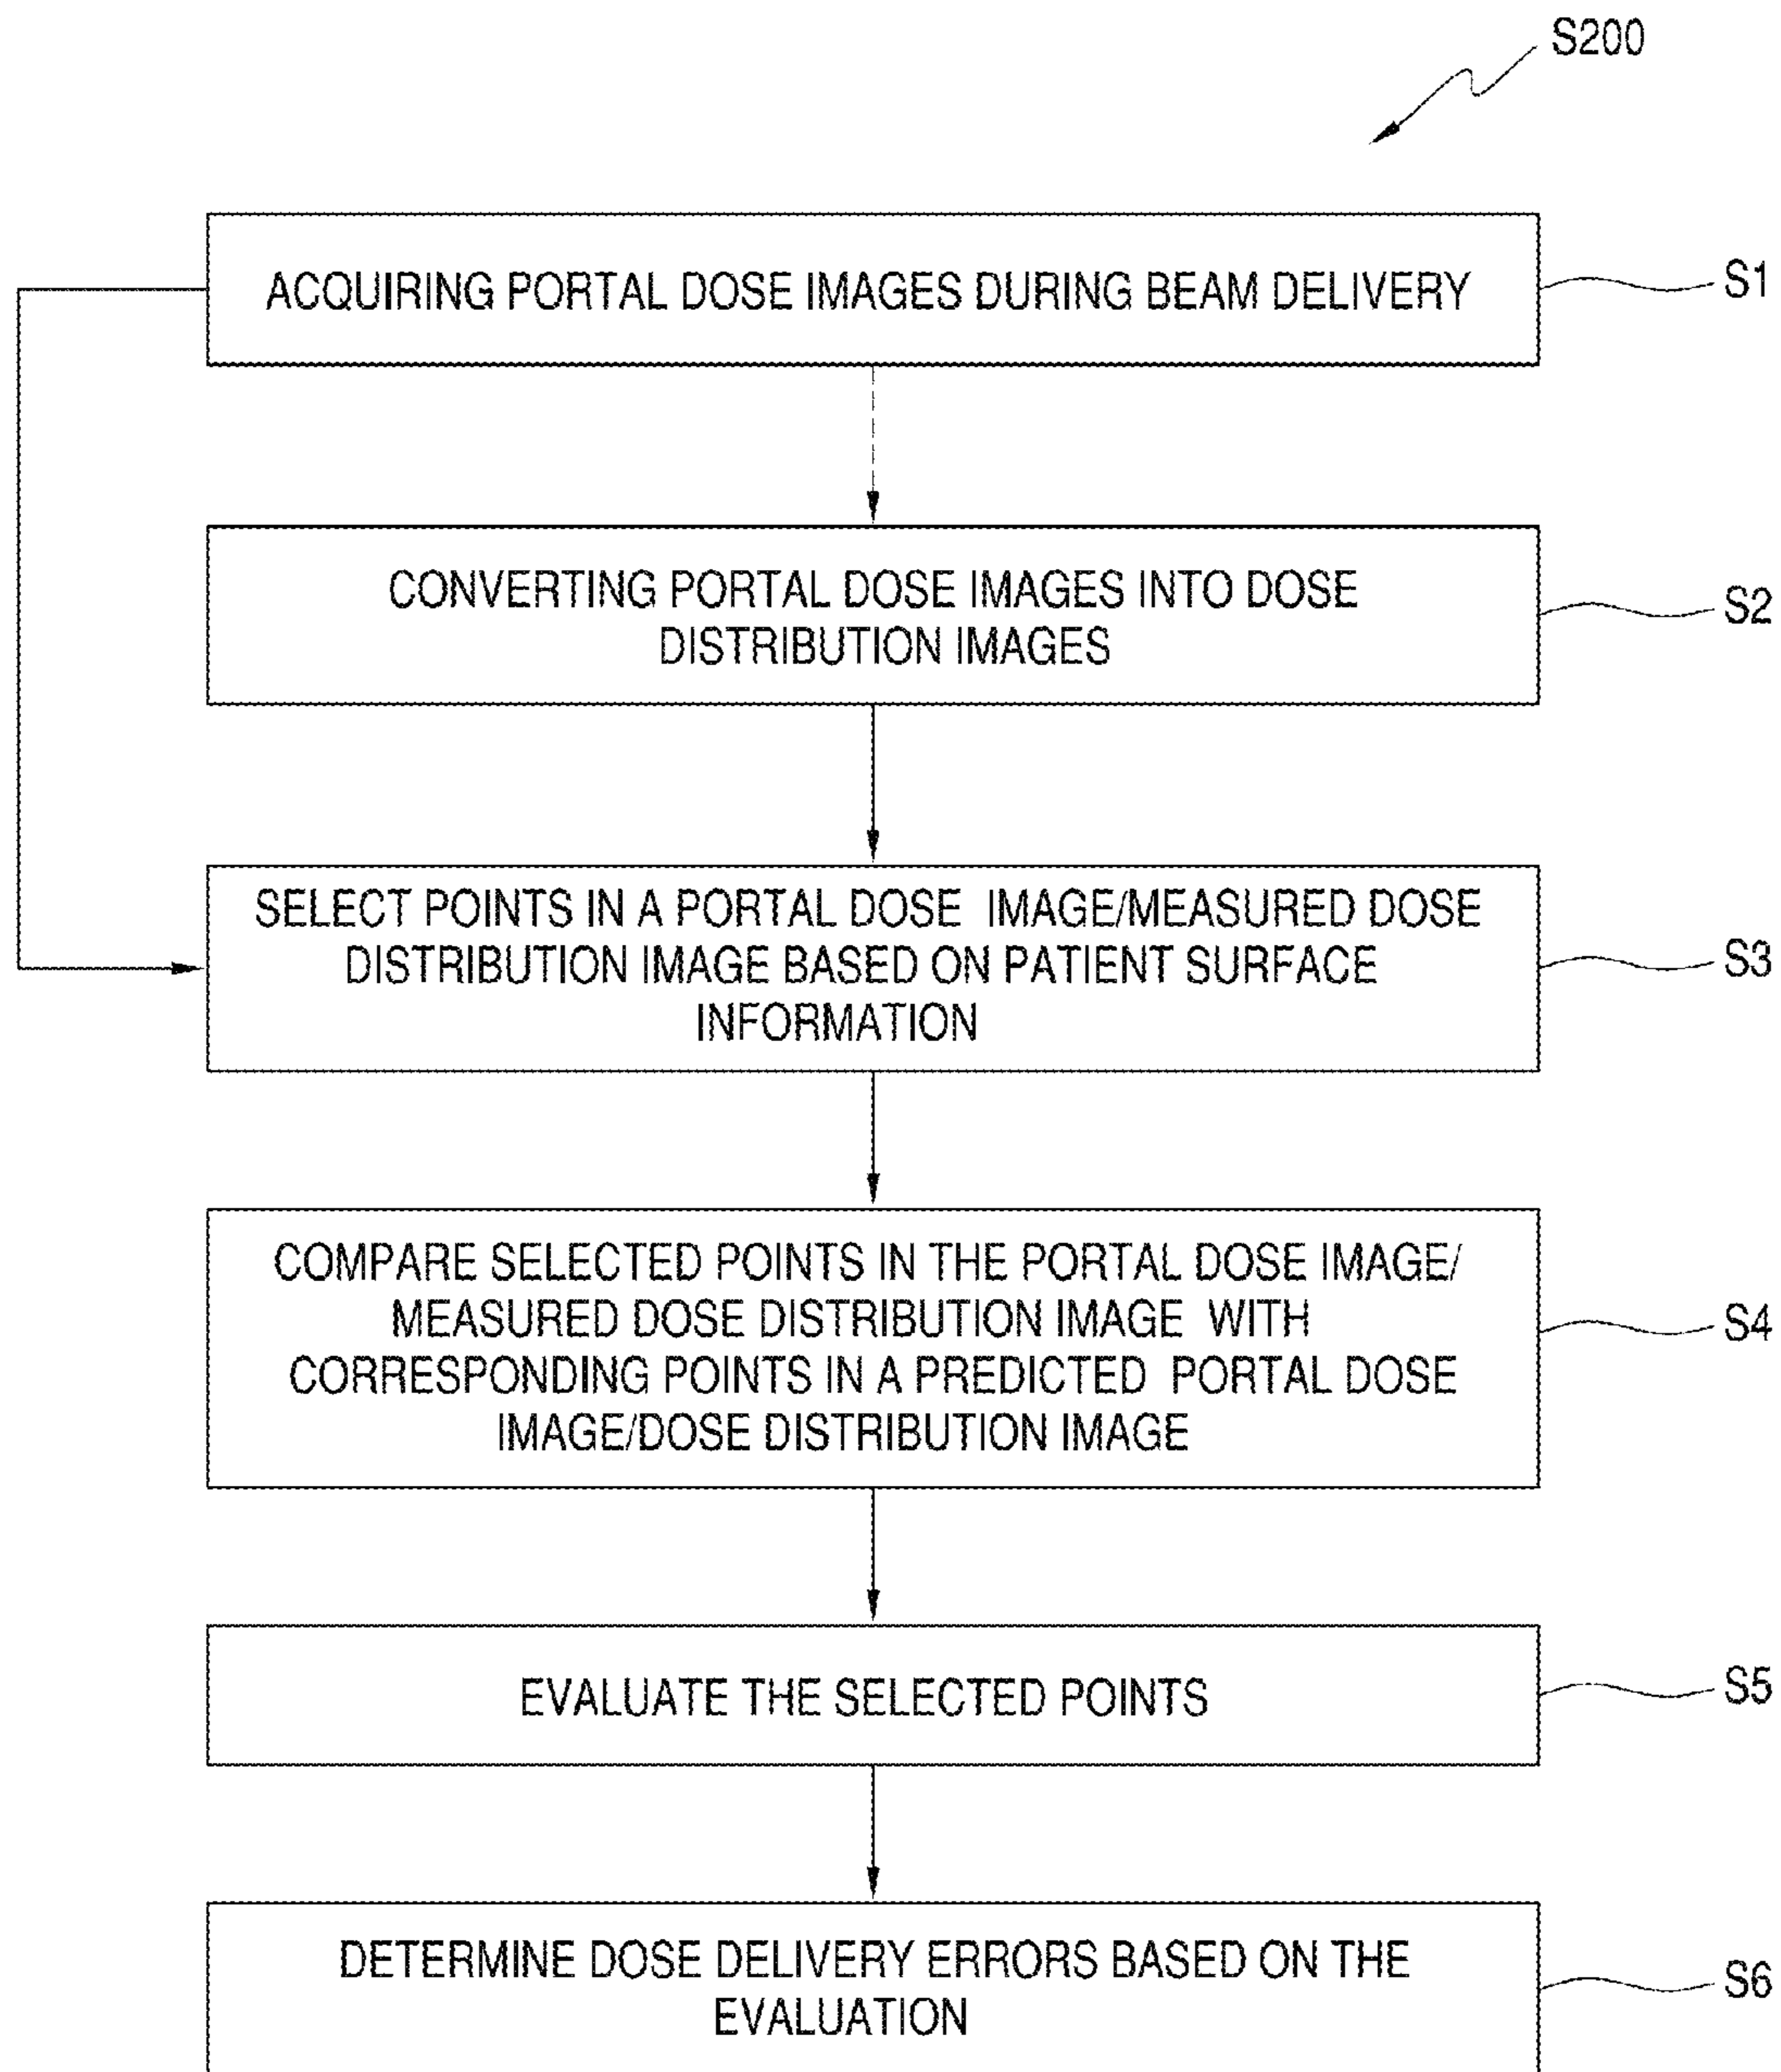 S200
ACQUIRING PORTAL DOSE IMAGES DURING BEAM DELIVERY
S1
CONVERTING PORTAL DOSE IMAGES INTO DOSE
DISTRIBUTION IMAGES
S2
SELECT POINTS IN A PORTAL DOSE IMAGE/MEASURED DOSE
DISTRIBUTION IMAGE BASED ON PATIENT SURFACE
INFORMATION
S3
COMPARE SELECTED POINTS IN THE PORTAL DOSE IMAGE/
MEASURED DOSE DISTRIBUTION IMAGE WITH
CORRESPONDING POINTS IN A PREDICTED PORTAL DOSE
IMAGE/DOSE DISTRIBUTION IMAGE
S4
EVALUATE THE SELECTED POINTS
S5
DETERMINE DOSE DELIVERY ERRORS BASED ON THE
EVALUATION
S6